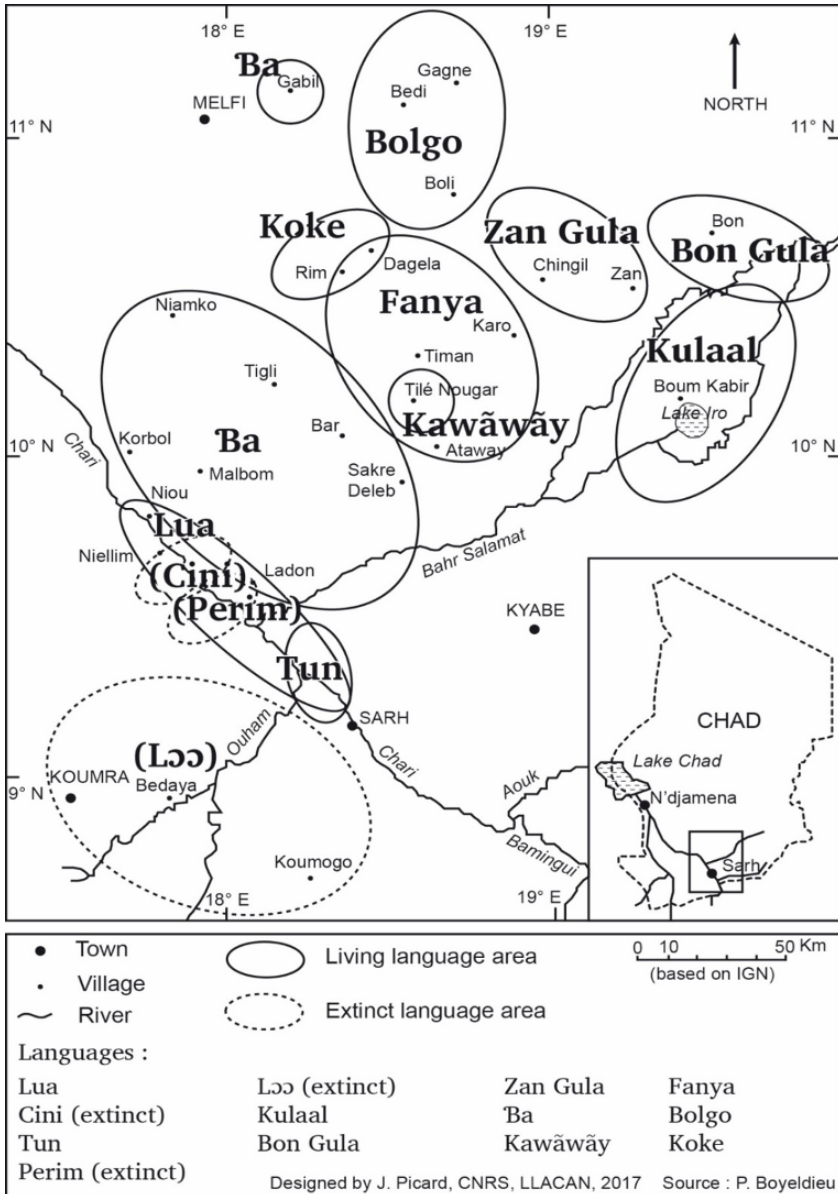 18° E
19° E
Ɓa
Gabil
MELFI
Gagne
Bedi
NORTH
11° N
11° N
Bolgo
Boli
Koke
Rim
Dagela
Zan Gula
Chingil
Zan
Bon
Bon Gula
Niamko
Fanya
Karo
Timan
Kulaal
Boum Kabir
Lake Iro
Tigli
Tilé Nougar
Kawãwãy
Ataway
Chari
10° N
10° N
Korbol
Ɓa
Bar
Malbom
Sakre
Deleb
Niou
Lua
Niellim
(Cini)
Ladon
Bahr Salamat
(Perim)
KYABE
Tun
SARH
Ouham
Chari
(Lɔɔ)
KOUMRA
Bedaya
9° N
Aouk
Koumogo
Bamingui
18° E
19° E
CHAD
Lake Chad
N'djamena
Sarh
Town
Village
River
Living language area
Extinct language area
0 10 50 Km
(based on IGN)
Languages :
Lua Lɔɔ (extinct) Zan Gula Fanya
Cini (extinct) Kulaal Ɓa Bolgo
Tun Bon Gula Kawãwãy Koke
Perim (extinct)
Designed by J. Picard, CNRS, LLACAN, 2017 Source : P. Boyeldieu